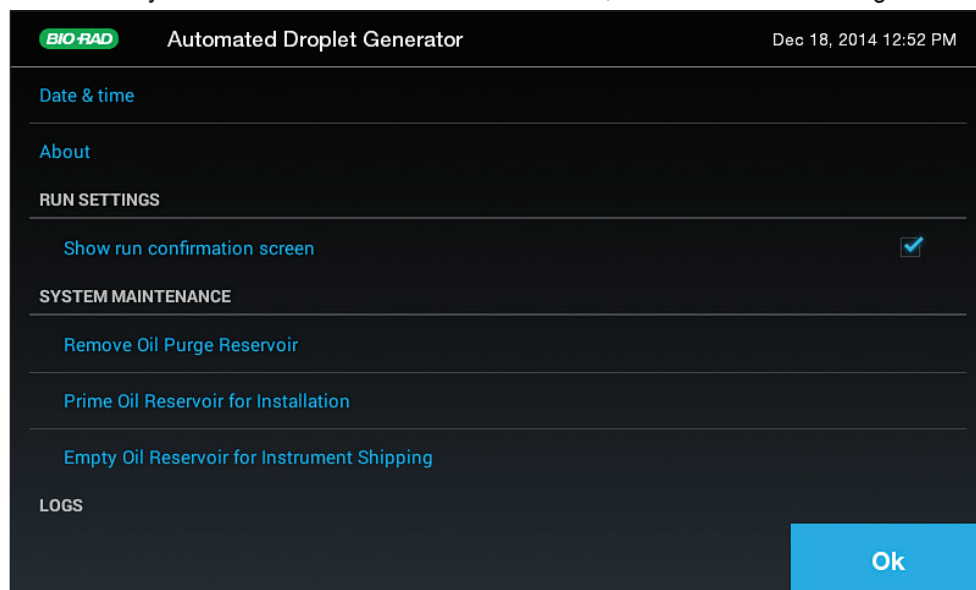 BIO-RAD Automated Droplet Generator Dec 18, 2014 12:52 PM
Date & time
About
RUN SETTINGS
Show run confirmation screen
SYSTEM MAINTENANCE
Remove Oil Purge Reservoir
Prime Oil Reservoir for Installation
Empty Oil Reservoir for Instrument Shipping
LOGS
Ok